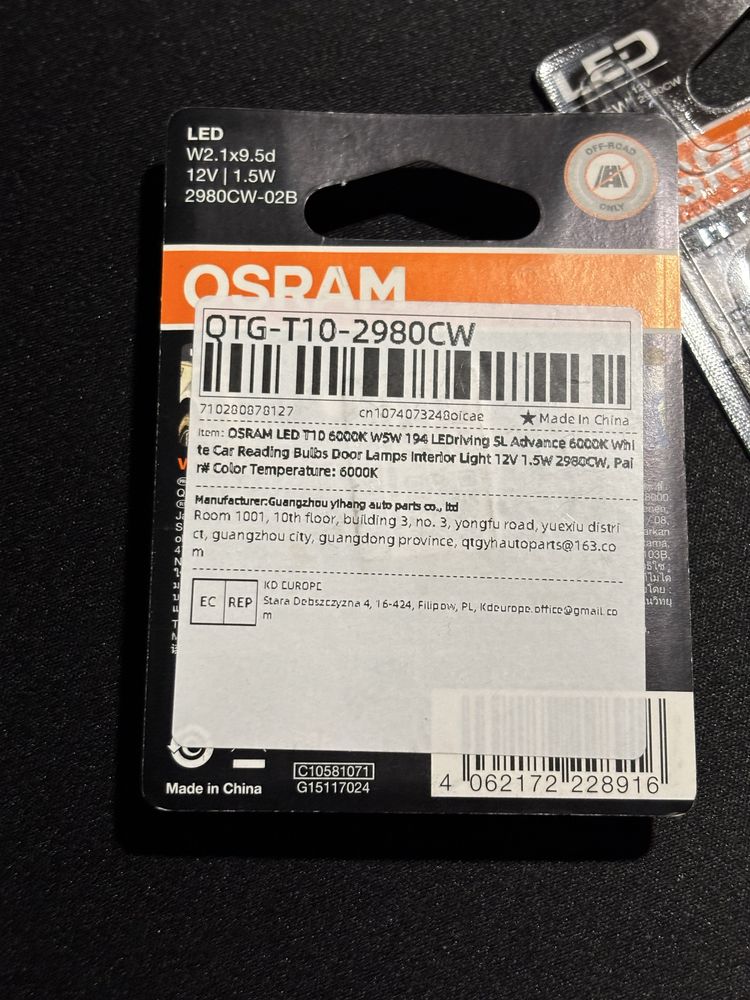 LED
12V
2980CW
LED
W2.1x9.5d
12V | 1.5W
2980CW-02B
OFF-ROAD
ONLY
OSRAM
QTG-T10-2980CW
710280878127
cn1074073248oicae
★ Made In China
Item: OSRAM LED T10 6000K W5W 194 LEDriving SL Advance 6000K Whi
te Car Reading Bulbs Door Lamps Interior Light 12V 1.5W 2980CW, Pai
r# Color Temperature: 6000K
Manufacturer:Guangzhou yihang auto parts co., ltd
Room 1001, 10th floor, building 3, no. 3, yongfu road, yuexiu distri
ct, guangzhou city, guangdong province, qtgyhautoparts@163.co
m
EC REP
KD EUROPE
Stara Debszczyzna 4, 16-424, Filipow, PL, Kdeurope.office@gmail.co
m
Made in China
C10581071
G15117024
4 062172 228916